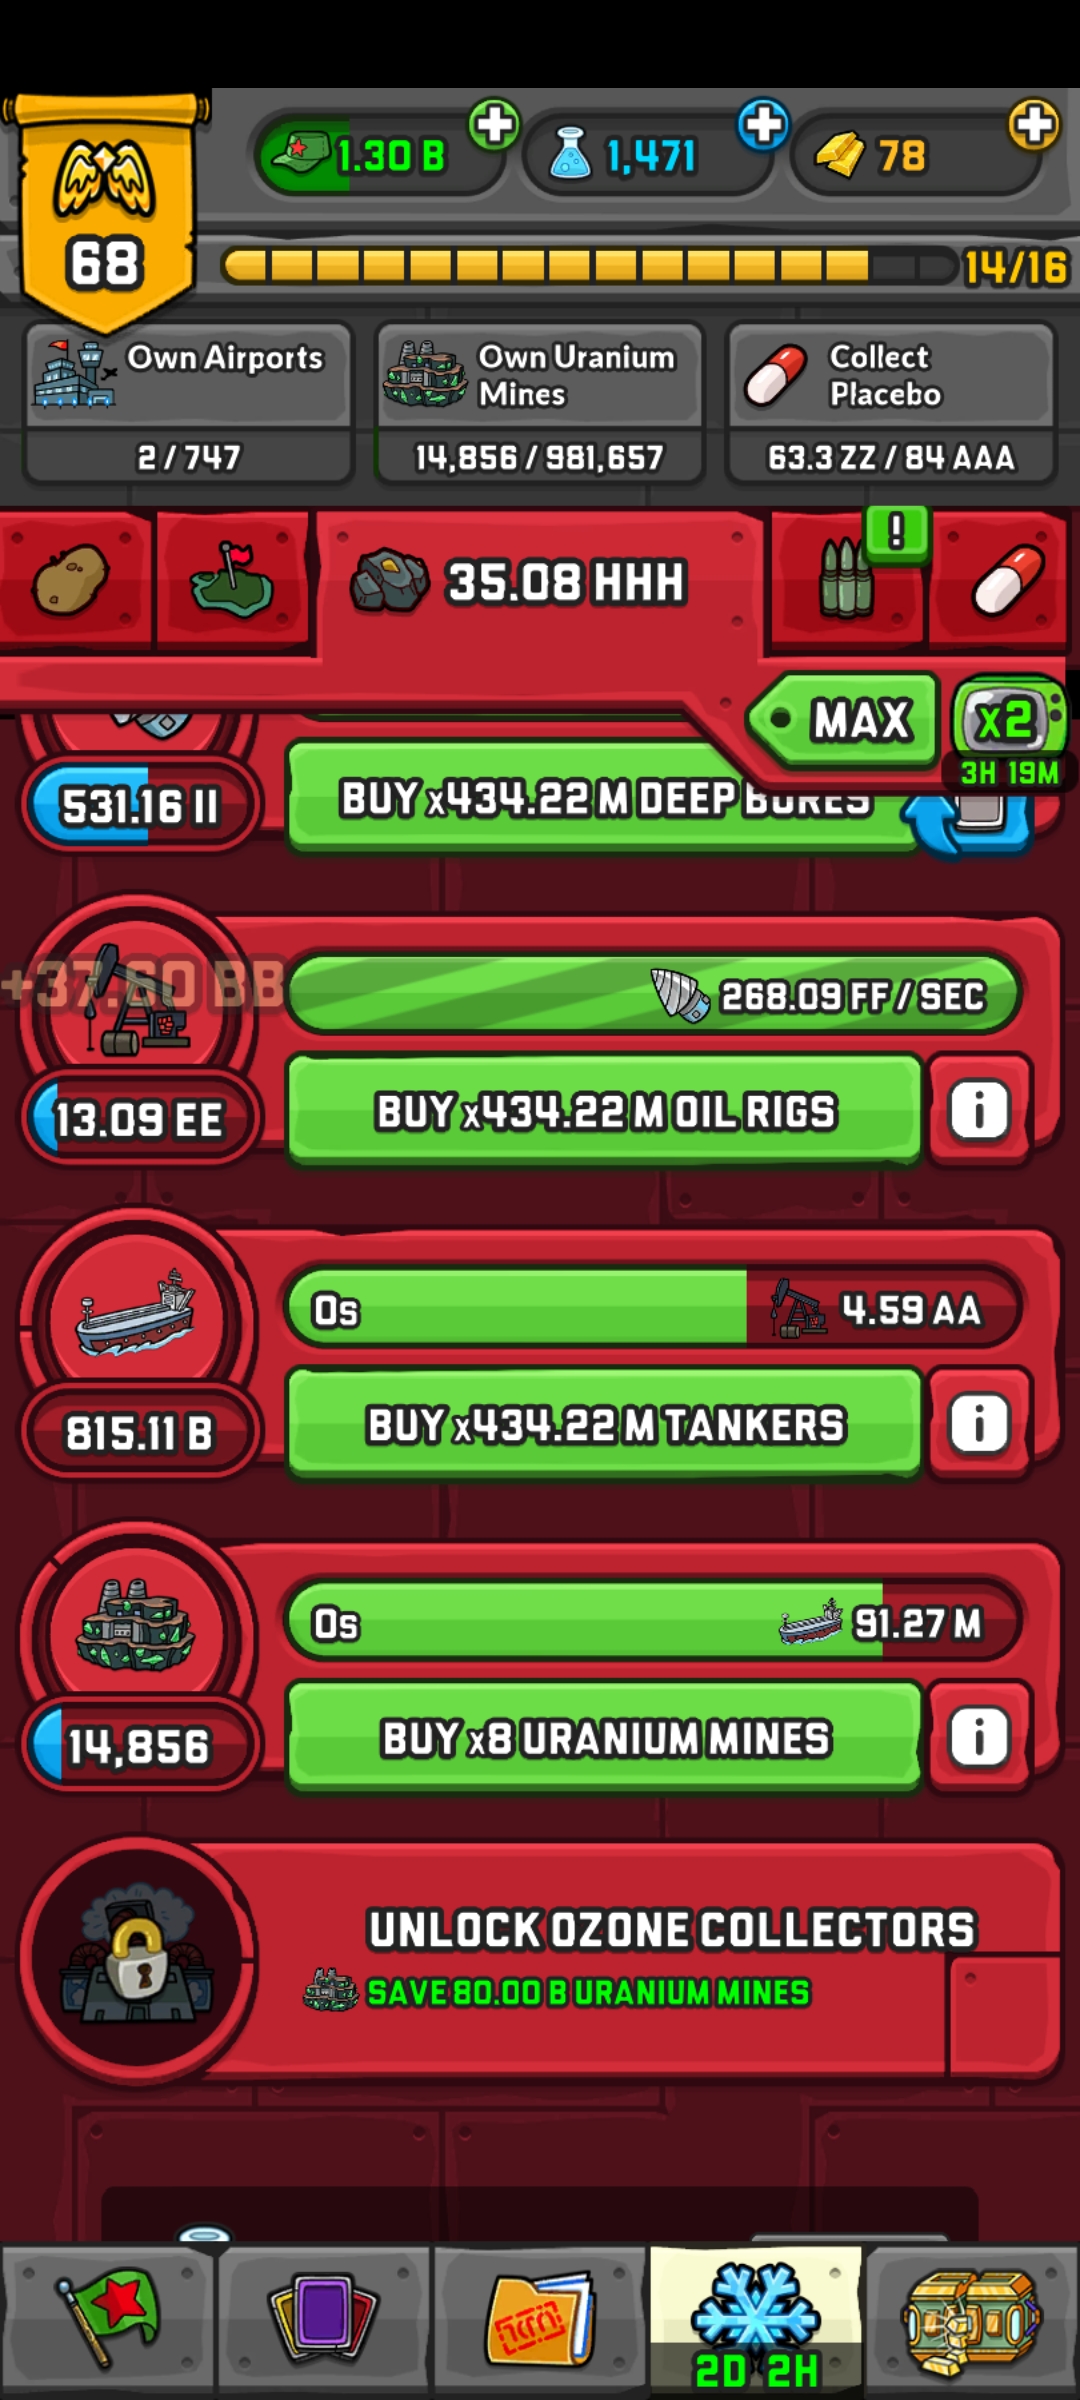 1.30 B
1,471
78
68
14/16
Own Airports
2 / 747
Own Uranium
Mines
14,856 / 981,657
Collect
Placebo
63.3 ZZ / 84 AAA
35.08 HHH
!
MAX
x2
3H 19M
531.16 II
BUY x434.22 M DEEP BORES
+37.60 BB
268.09 FF / SEC
13.09 EE
BUY x434.22 M OIL RIGS
i
0s
4.59 AA
815.11 B
BUY x434.22 M TANKERS
i
0s
91.27 M
14,856
BUY x8 URANIUM MINES
i
UNLOCK OZONE COLLECTORS
SAVE 80.00 B URANIUM MINES
2D 2H